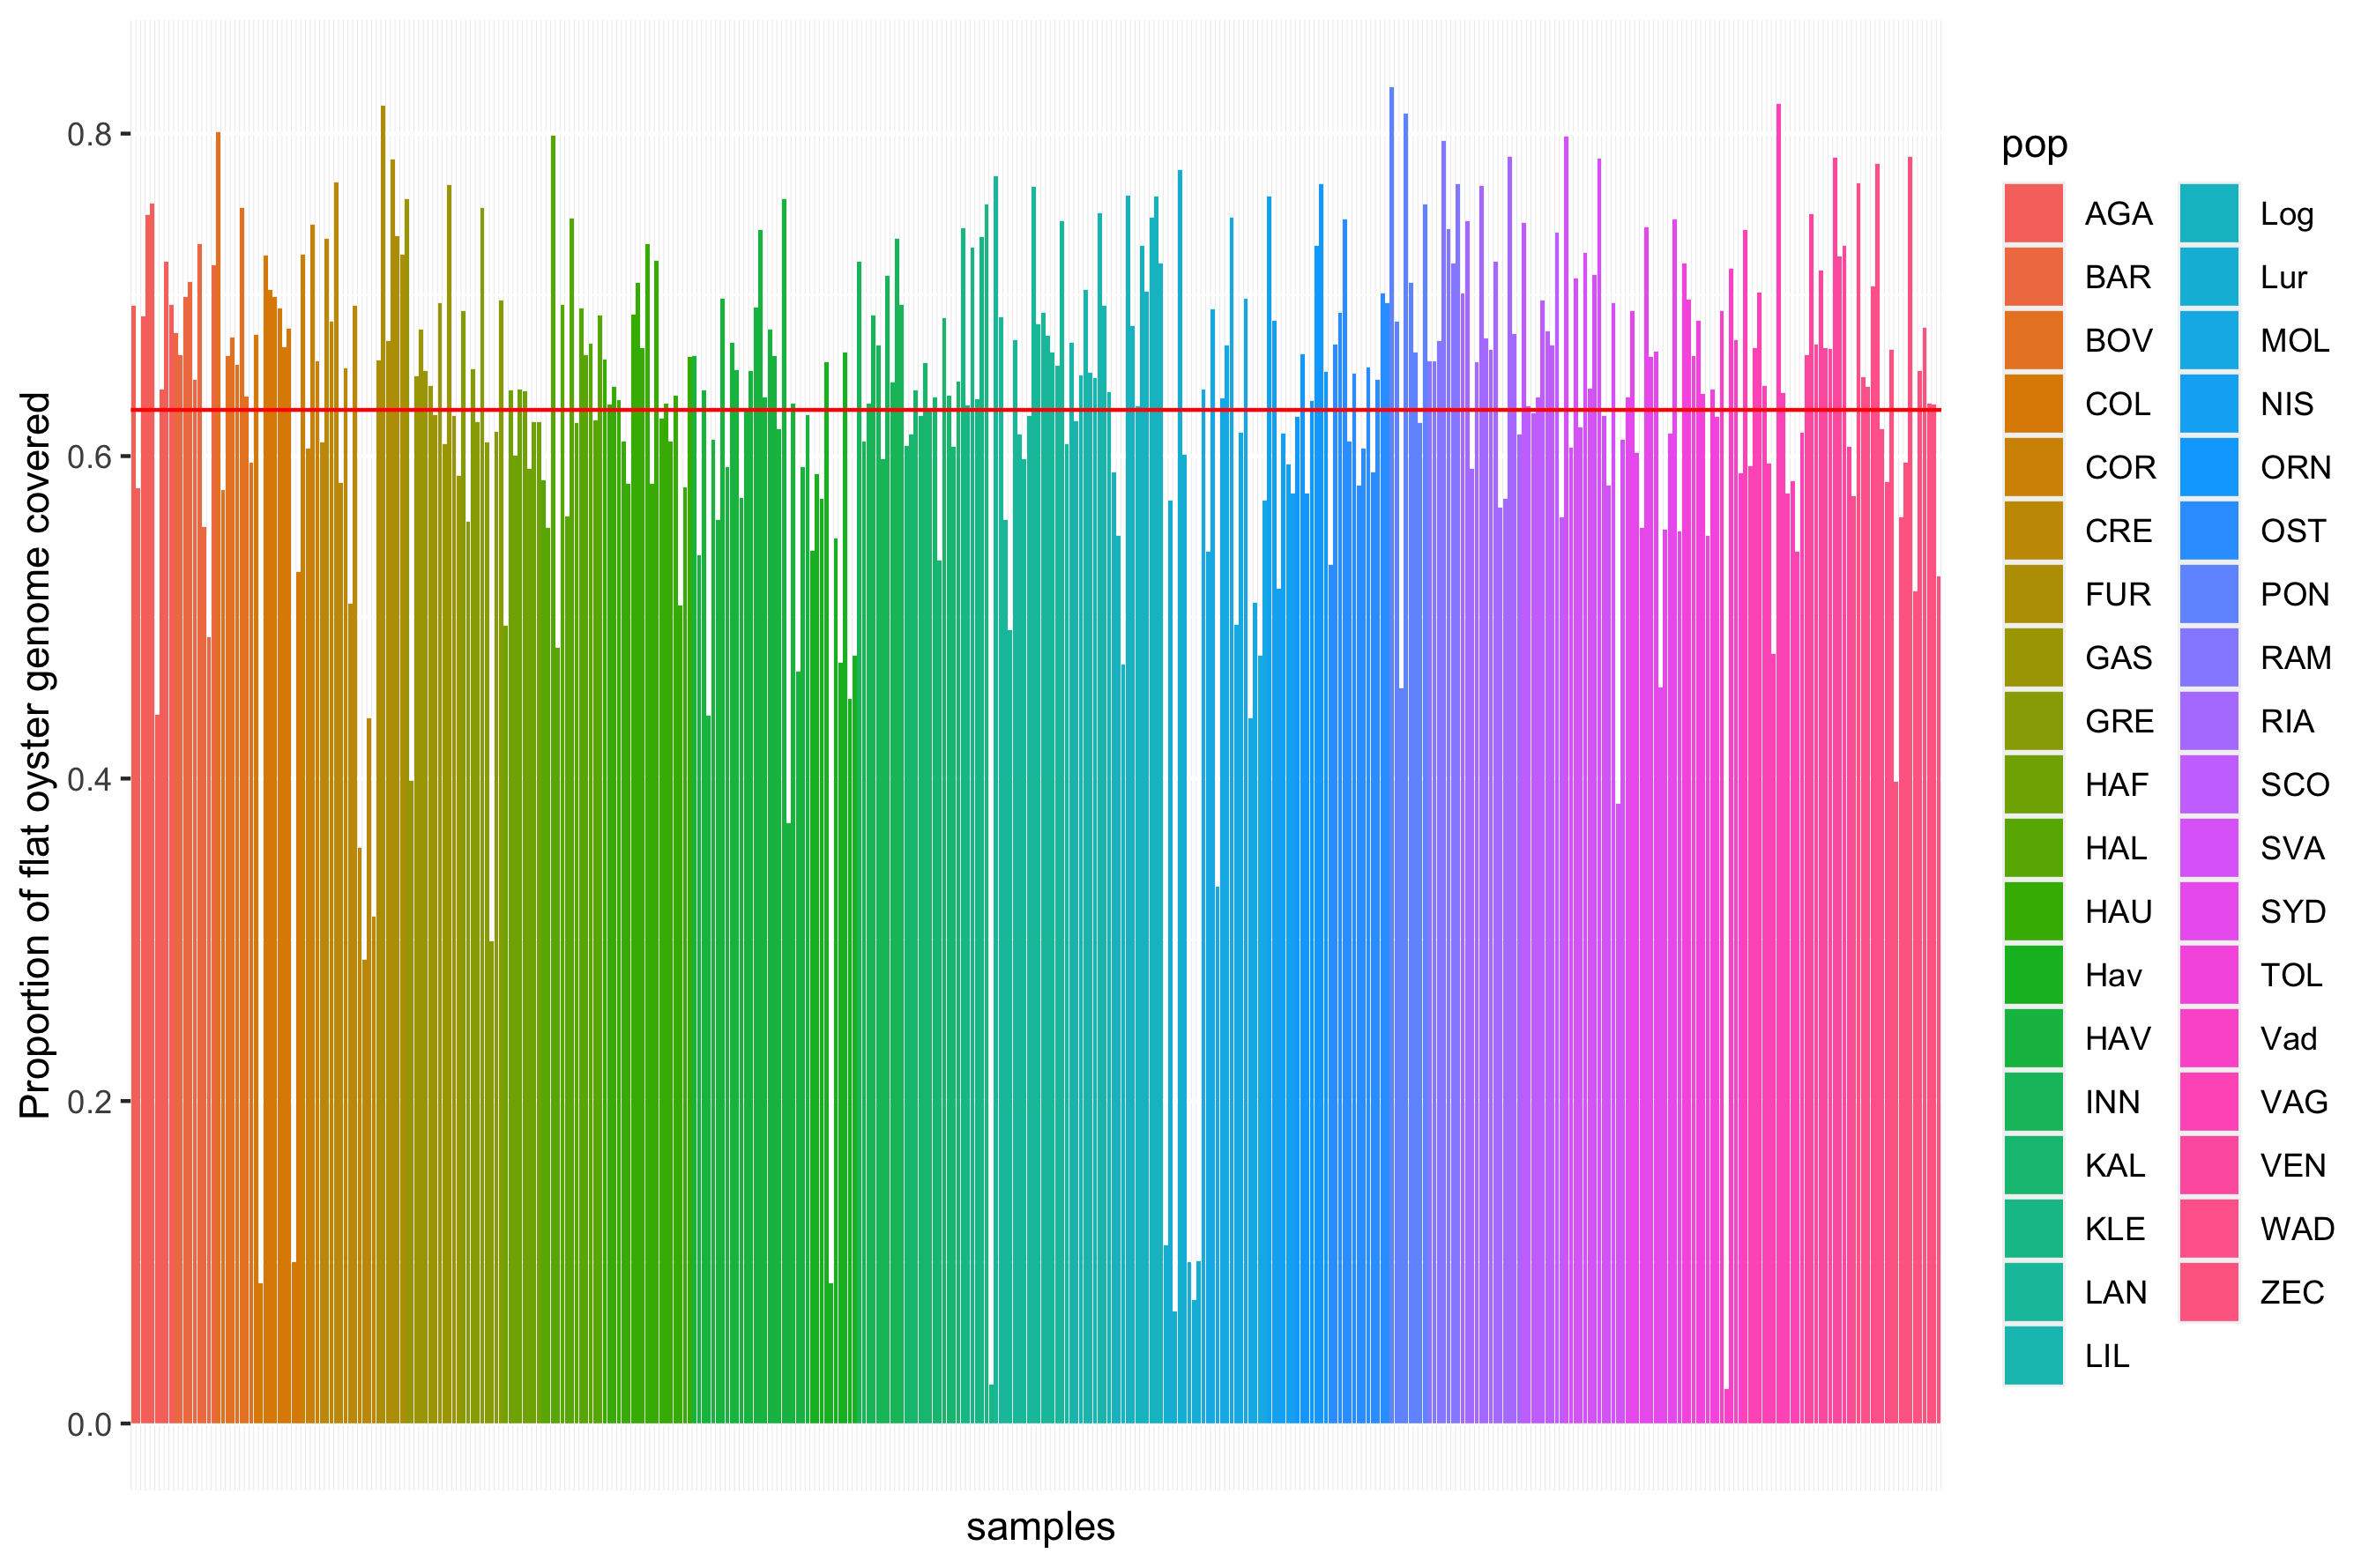 Proportion of flat oyster genome covered
0.8
0.6
0.4
0.2
0.0
samples
pop
AGA
BAR
BOV
COL
COR
CRE
FUR
GAS
GRE
HAF
HAL
HAU
Hav
HAV
INN
KAL
KLE
LAN
LIL
Log
Lur
MOL
NIS
ORN
OST
PON
RAM
RIA
SCO
SVA
SYD
TOL
Vad
VAG
VEN
WAD
ZEC